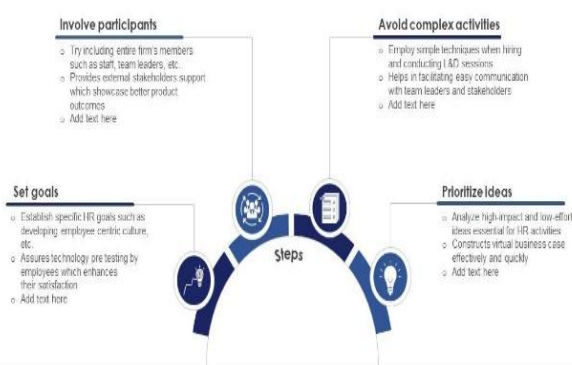 Involve participants
Try including entire firm's members
such as staff, team leaders, etc.
Provides external stakeholders support
which showcase better product
outcomes
Add text here
Avoid complex activities
Employ simple techniques when hiring
and conducting L&D sessions
Helps in facilitating easy communication
with team leaders and stakeholders
Add text here
Set goals
Establish specific HR goals such as
developing employee centric culture,
etc.
Assures technology pre testing by
employees which enhances
their satisfaction
Add text here
Steps
Prioritize ideas
Analyze high-impact and low-effort
ideas essential for HR activities
Constructs virtual business case
effectively and quickly
Add text here